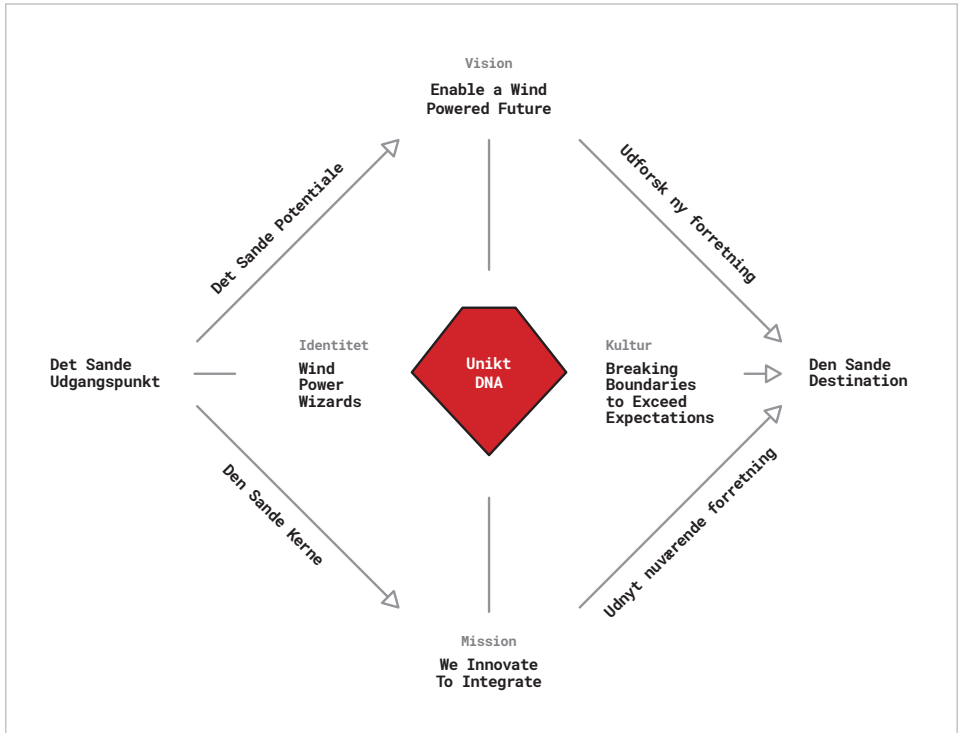 Vision
Enable a Wind
Powered Future
Det Sande Potentiale
Udforsk ny forretning
Det Sande
Udgangspunkt
Identitet
Wind
Power
Wizards
Unikt
DNA
Kultur
Breaking
Boundaries
to Exceed
Expectations
Den Sande
Destination
Den Sande Kerne
Udnyt nuværende forretning
Mission
We Innovate
To Integrate